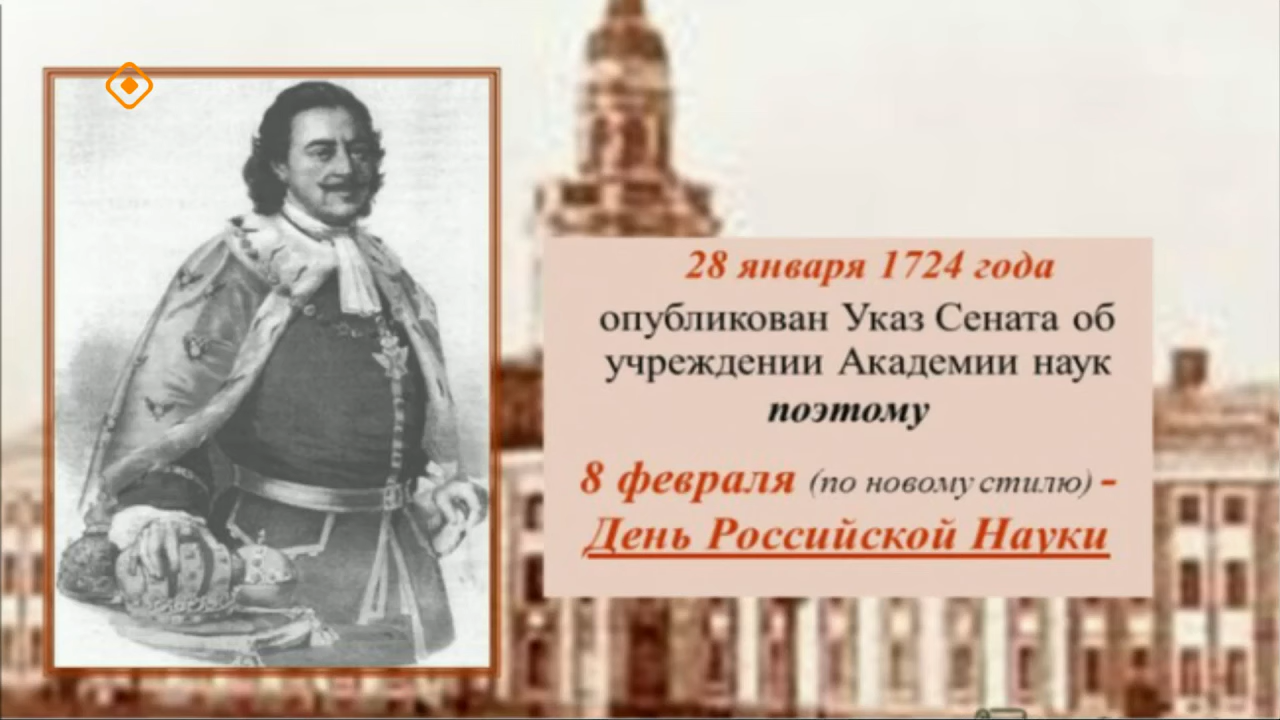 28 января 1724 года
опубликован Указ Сената об
учреждении Академии наук
поэтому
8 февраля (по новому стилю) -
День Российской Науки